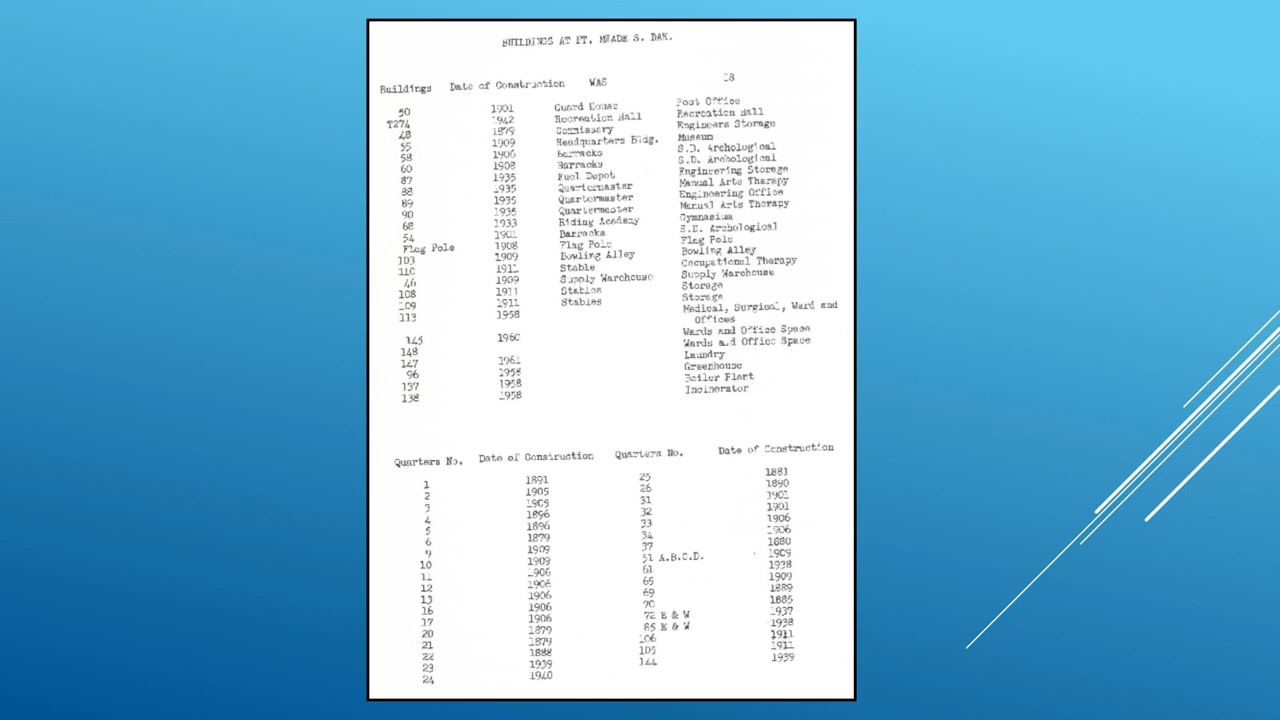 BUILDINGS AT FT. MEADE S. DAK.
Buildings Date of Construction WAS IS
50 1901 Guard House Post Office
T274 1942 Recreation Hall Recreation Hall
48 1879 Commissary Engineers Storage
55 1909 Headquarters Bldg. Museum
58 1906 Barracks S.D. Archological
60 1908 Barracks S.D. Archological
87 1935 Fuel Depot Engineering Storage
88 1935 Quartermaster Manual Arts Therapy
89 1935 Quartermaster Engineering Office
90 1935 Quartermaster Manual Arts Therapy
68 1933 Riding Academy Gymnasium
54 1901 Barracks S.D. Archological
Flag Pole 1908 Flag Pole Flag Pole
103 1909 Bowling Alley Bowling Alley
110 1911 Stable Occupational Therapy
46 1909 Supply Warehouse Supply Warehouse
108 1911 Stables Storage
109 1911 Stables Storage
113 1958 Medical, Surgical, Ward and
Offices
145 1960 Wards and Office Space
148 Wards and Office Space
147 1961 Laundry
96 1958 Greenhouse
137 1958 Boiler Plant
138 1958 Incinerator
Quarters No. Date of Construction Quarters No. Date of Construction
1 1891 25 1881
2 1905 26 1890
3 1905 31 1901
4 1896 32 1901
5 1896 33 1906
6 1879 34 1906
9 1909 37 1880
10 1909 51 A.B.C.D. 1909
11 1906 61 1938
12 1906 65 1909
13 1906 69 1889
16 1906 70 1885
17 1906 72 E & W 1937
20 1879 85 E & W 1938
21 1879 106 1911
22 1888 105 1911
23 1939 144 1939
24 1940